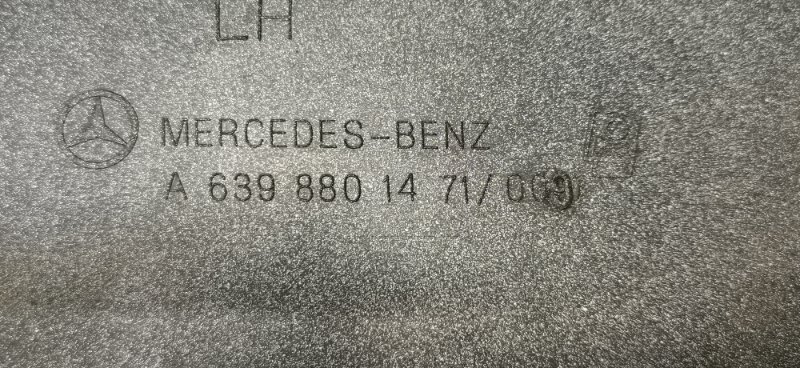 LH
MERCEDES-BENZ
A 639 880 14 71/